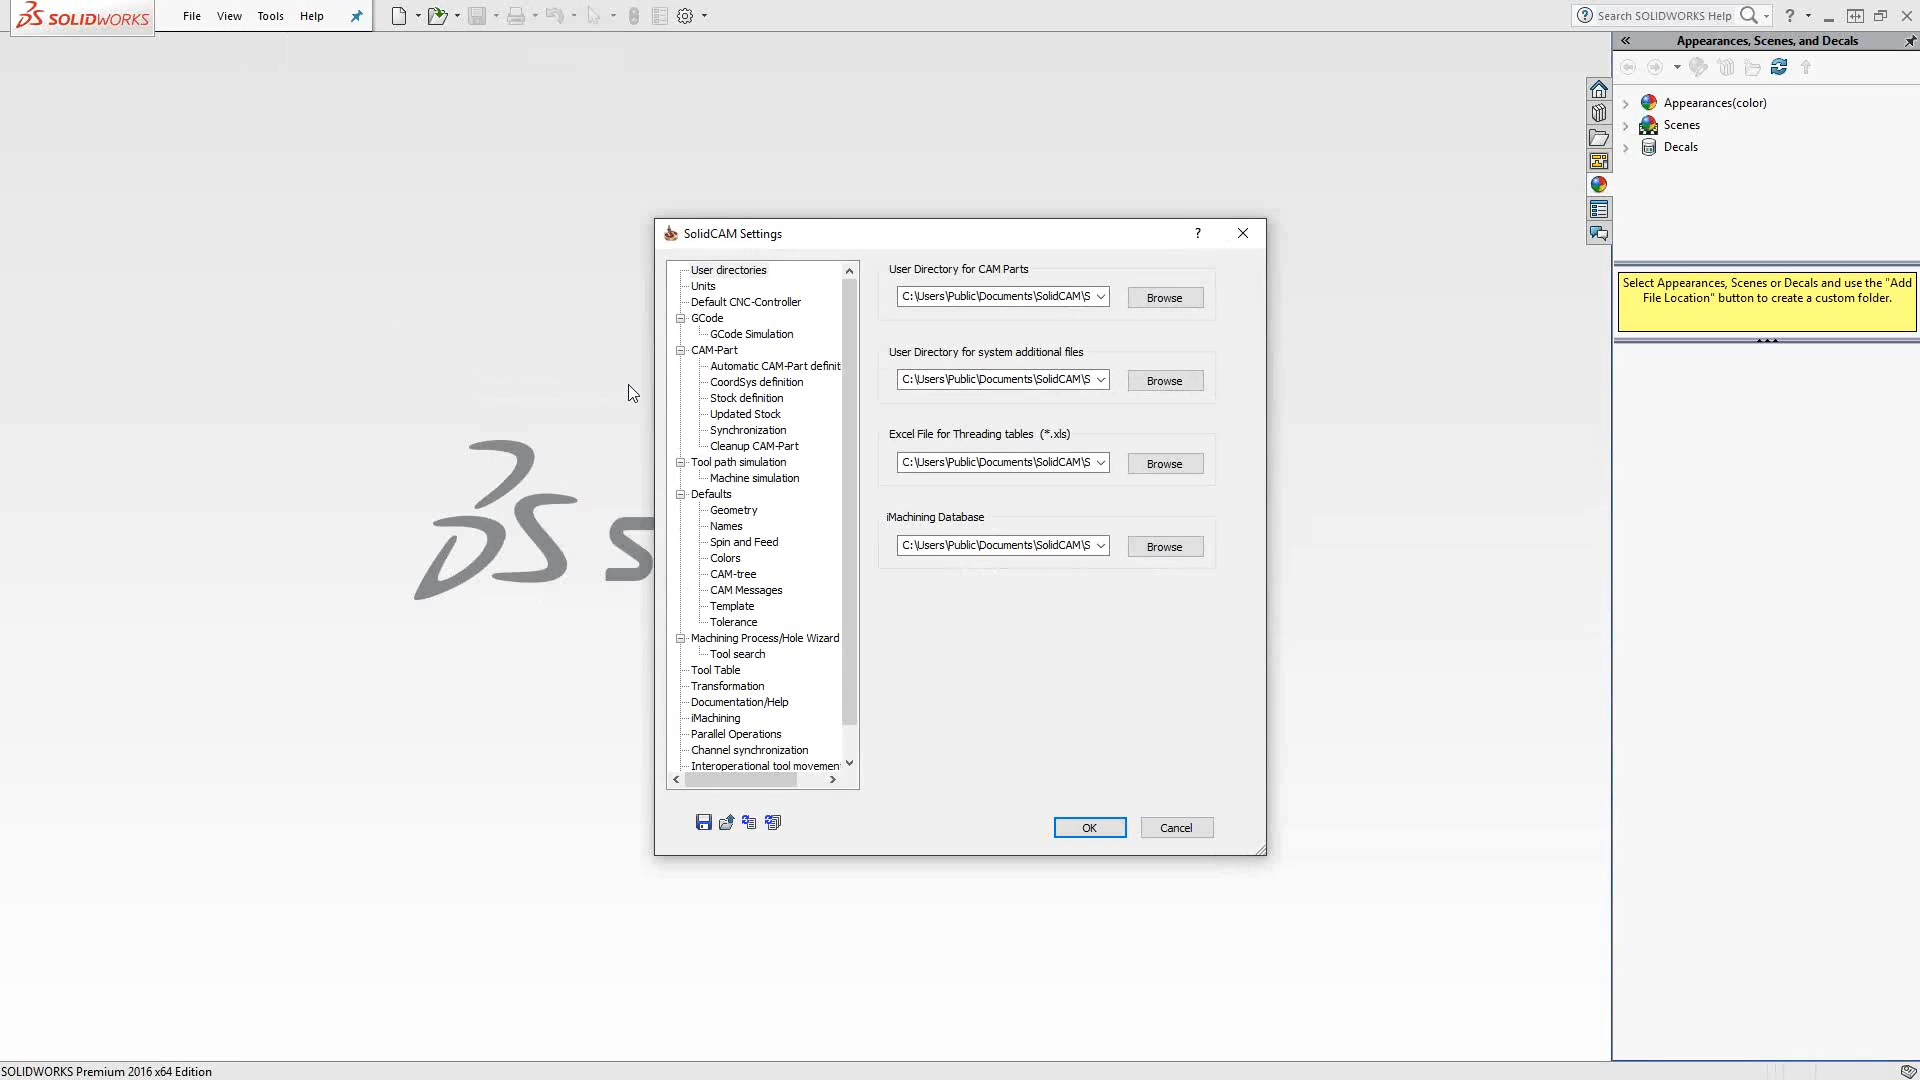 SOLIDWORKS
File View Tools Help
Search SOLIDWORKS Help
?
Appearances, Scenes, and Decals
Appearances(color)
Scenes
Decals
Select Appearances, Scenes or Decals and use the "Add
File Location" button to create a custom folder.
SolidCAM Settings
?
User directories
Units
Default CNC-Controller
GCode
GCode Simulation
CAM-Part
Automatic CAM-Part definit
CoordSys definition
Stock definition
Updated Stock
Synchronization
Cleanup CAM-Part
Tool path simulation
Machine simulation
Defaults
Geometry
Names
Spin and Feed
Colors
CAM-tree
CAM Messages
Template
Tolerance
Machining Process/Hole Wizard
Tool search
Tool Table
Transformation
Documentation/Help
iMachining
Parallel Operations
Channel synchronization
Interoperational tool movemen
User Directory for CAM Parts
C:\Users\Public\Documents\SolidCAM\S
Browse
User Directory for system additional files
C:\Users\Public\Documents\SolidCAM\S
Browse
Excel File for Threading tables (*.xls)
C:\Users\Public\Documents\SolidCAM\S
Browse
iMachining Database
C:\Users\Public\Documents\SolidCAM\S
Browse
OK
Cancel
S
SOLIDWORKS Premium 2016 x64 Edition